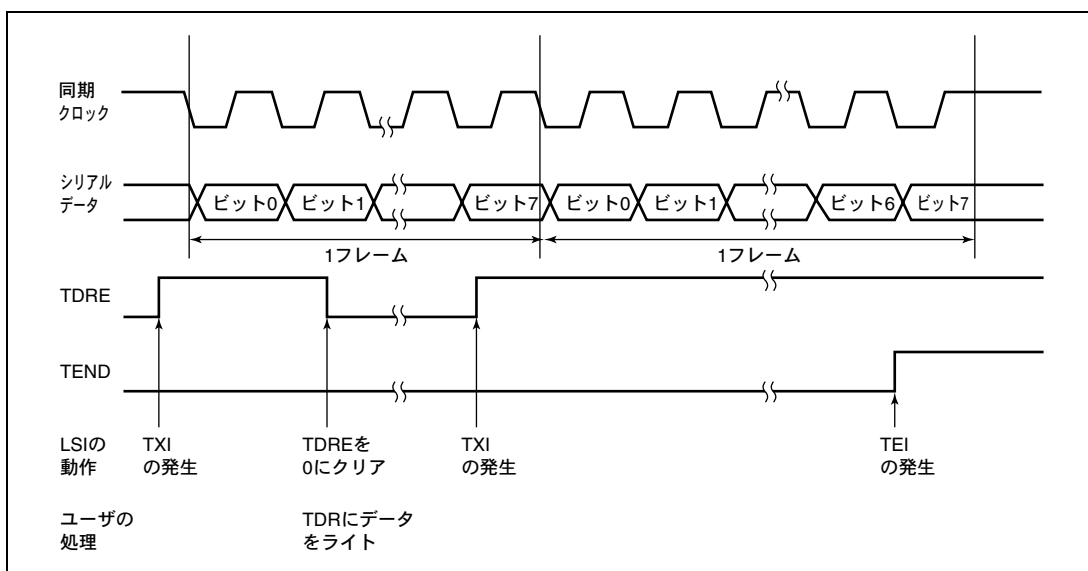 同期
クロック
シリアル
データ
ビット0 ビット1 ビット7 ビット0 ビット1 ビット6 ビット7
1フレーム 1フレーム
TDRE
TEND
LSIの
動作
TXI
の発生
TDREを
0にクリア
TXI
の発生
TEI
の発生
ユーザの
処理
TDRにデータ
をライト